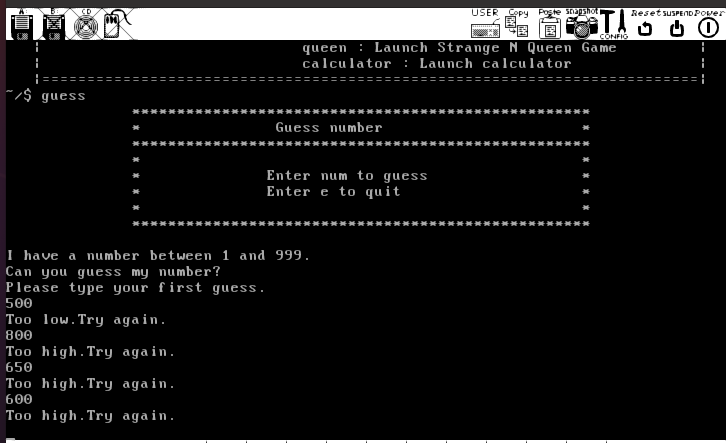 A: B: CD USER Copy Paste snapshot CONFIG Reset SUSPEND Power
| queen : Launch Strange N Queen Game |
| calculator : Launch calculator |
|=========================================================================|
~/$ guess
***************************************************
* Guess number *
***************************************************
* *
* Enter num to guess *
* Enter e to quit *
* *
***************************************************
I have a number between 1 and 999.
Can you guess my number?
Please type your first guess.
500
Too low.Try again.
800
Too high.Try again.
650
Too high.Try again.
600
Too high.Try again.